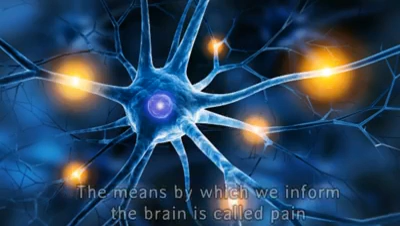 The means by which we inform
the brain is called pain